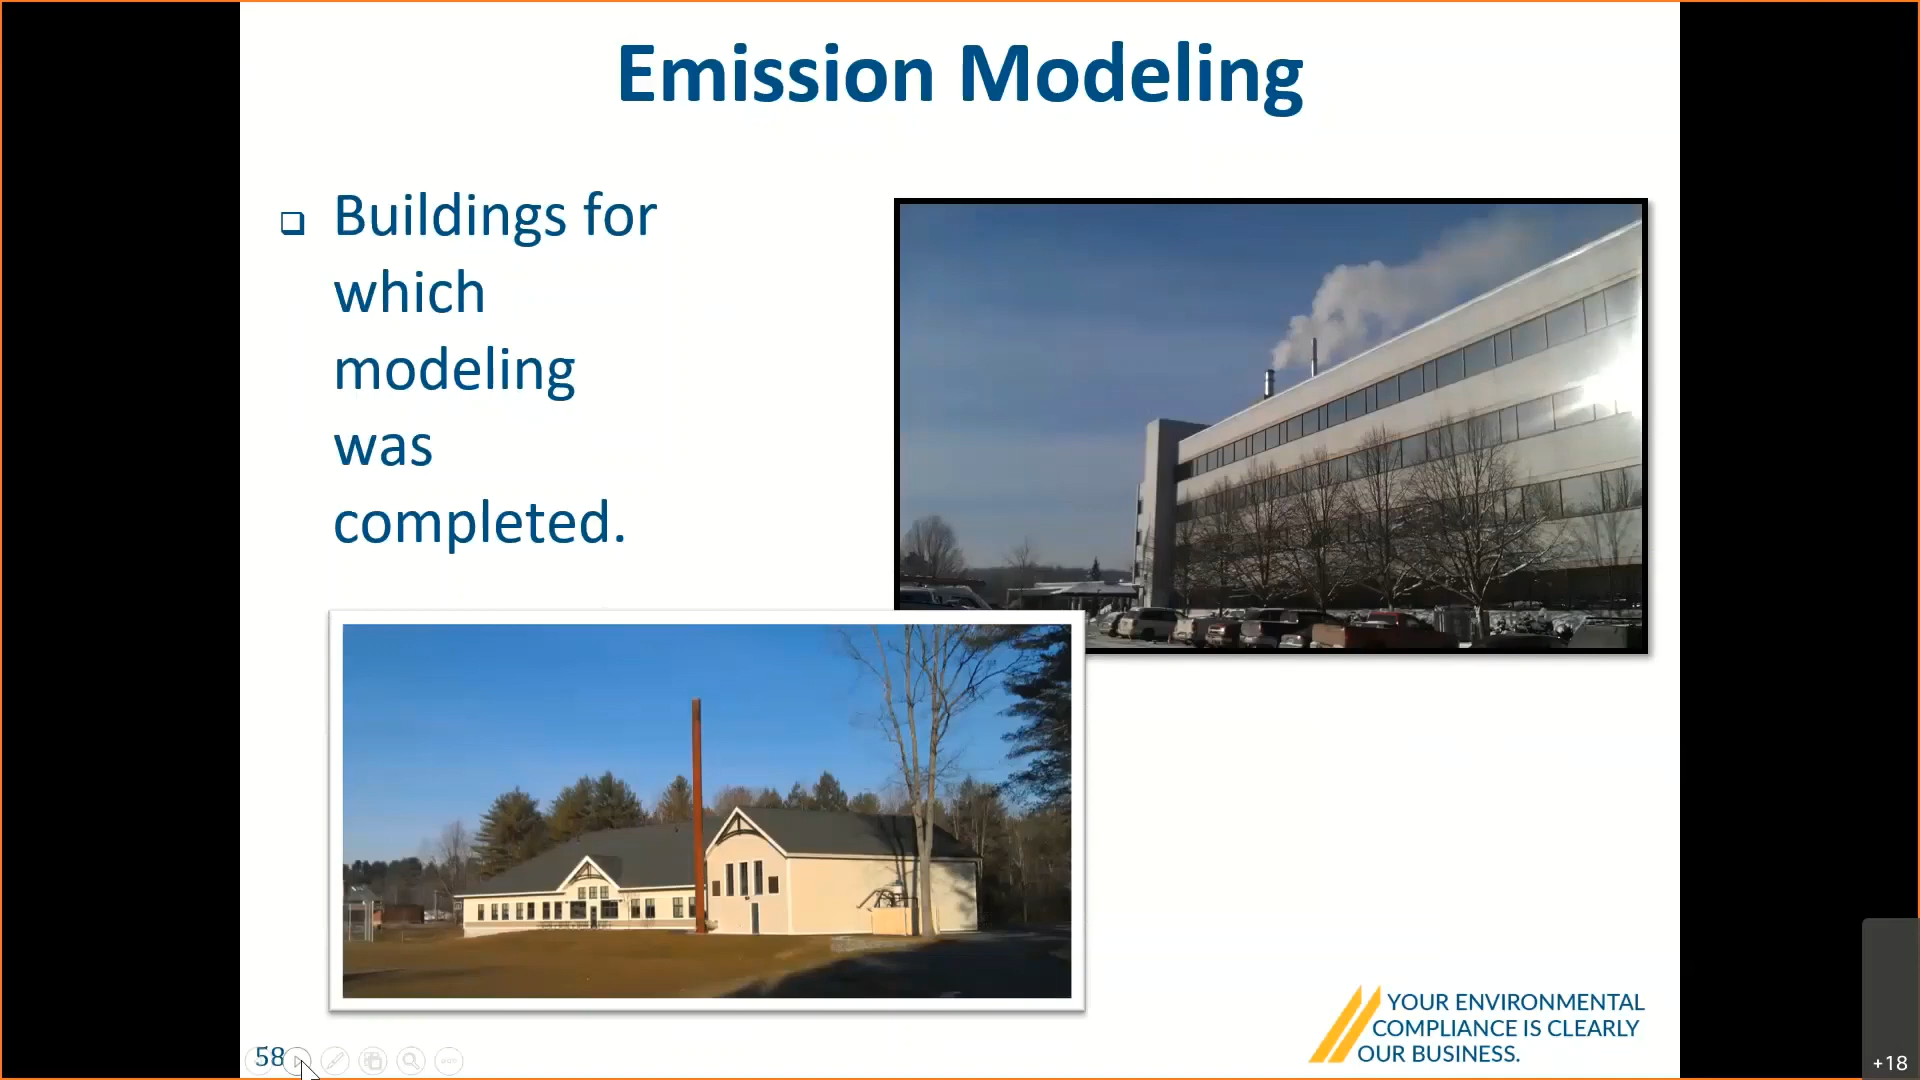 Emission Modeling
Buildings for
which
modeling
was
completed.
YOUR ENVIRONMENTAL
COMPLIANCE IS CLEARLY
OUR BUSINESS.
58
+18